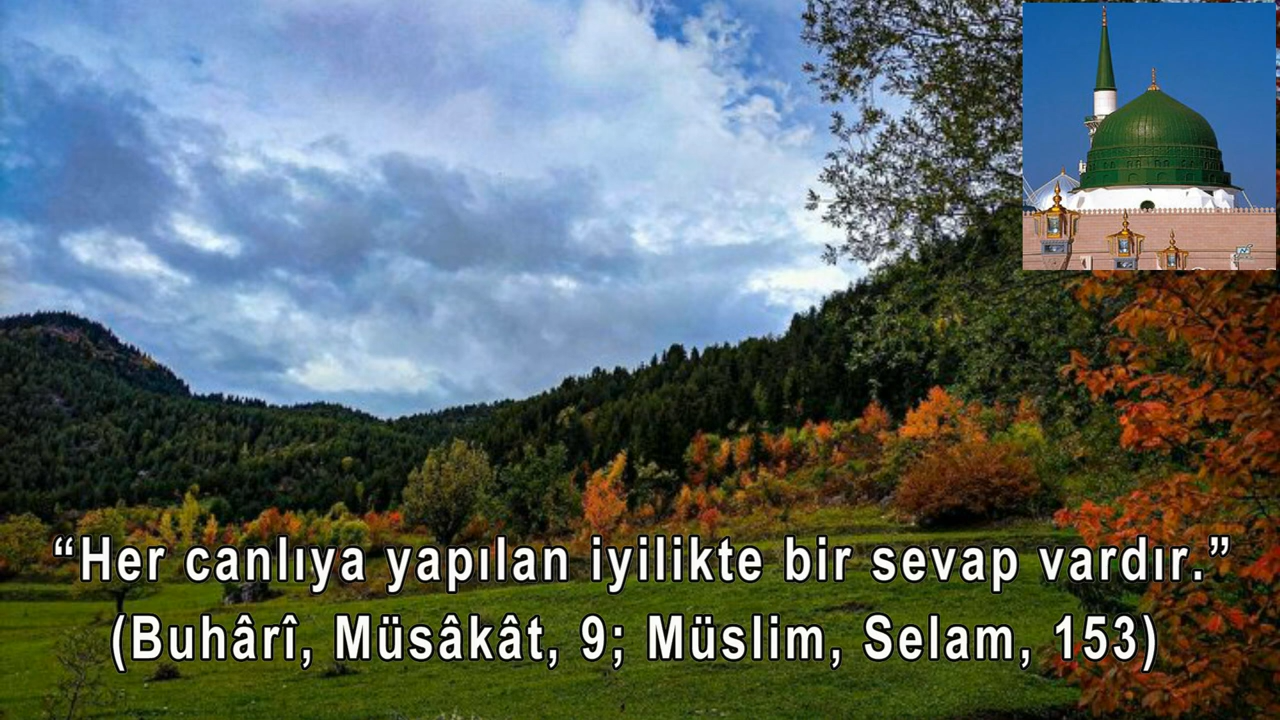 “Her canlıya yapılan iyilikte bir sevap vardır.”
(Buhârî, Müsâkât, 9; Müslim, Selam, 153)